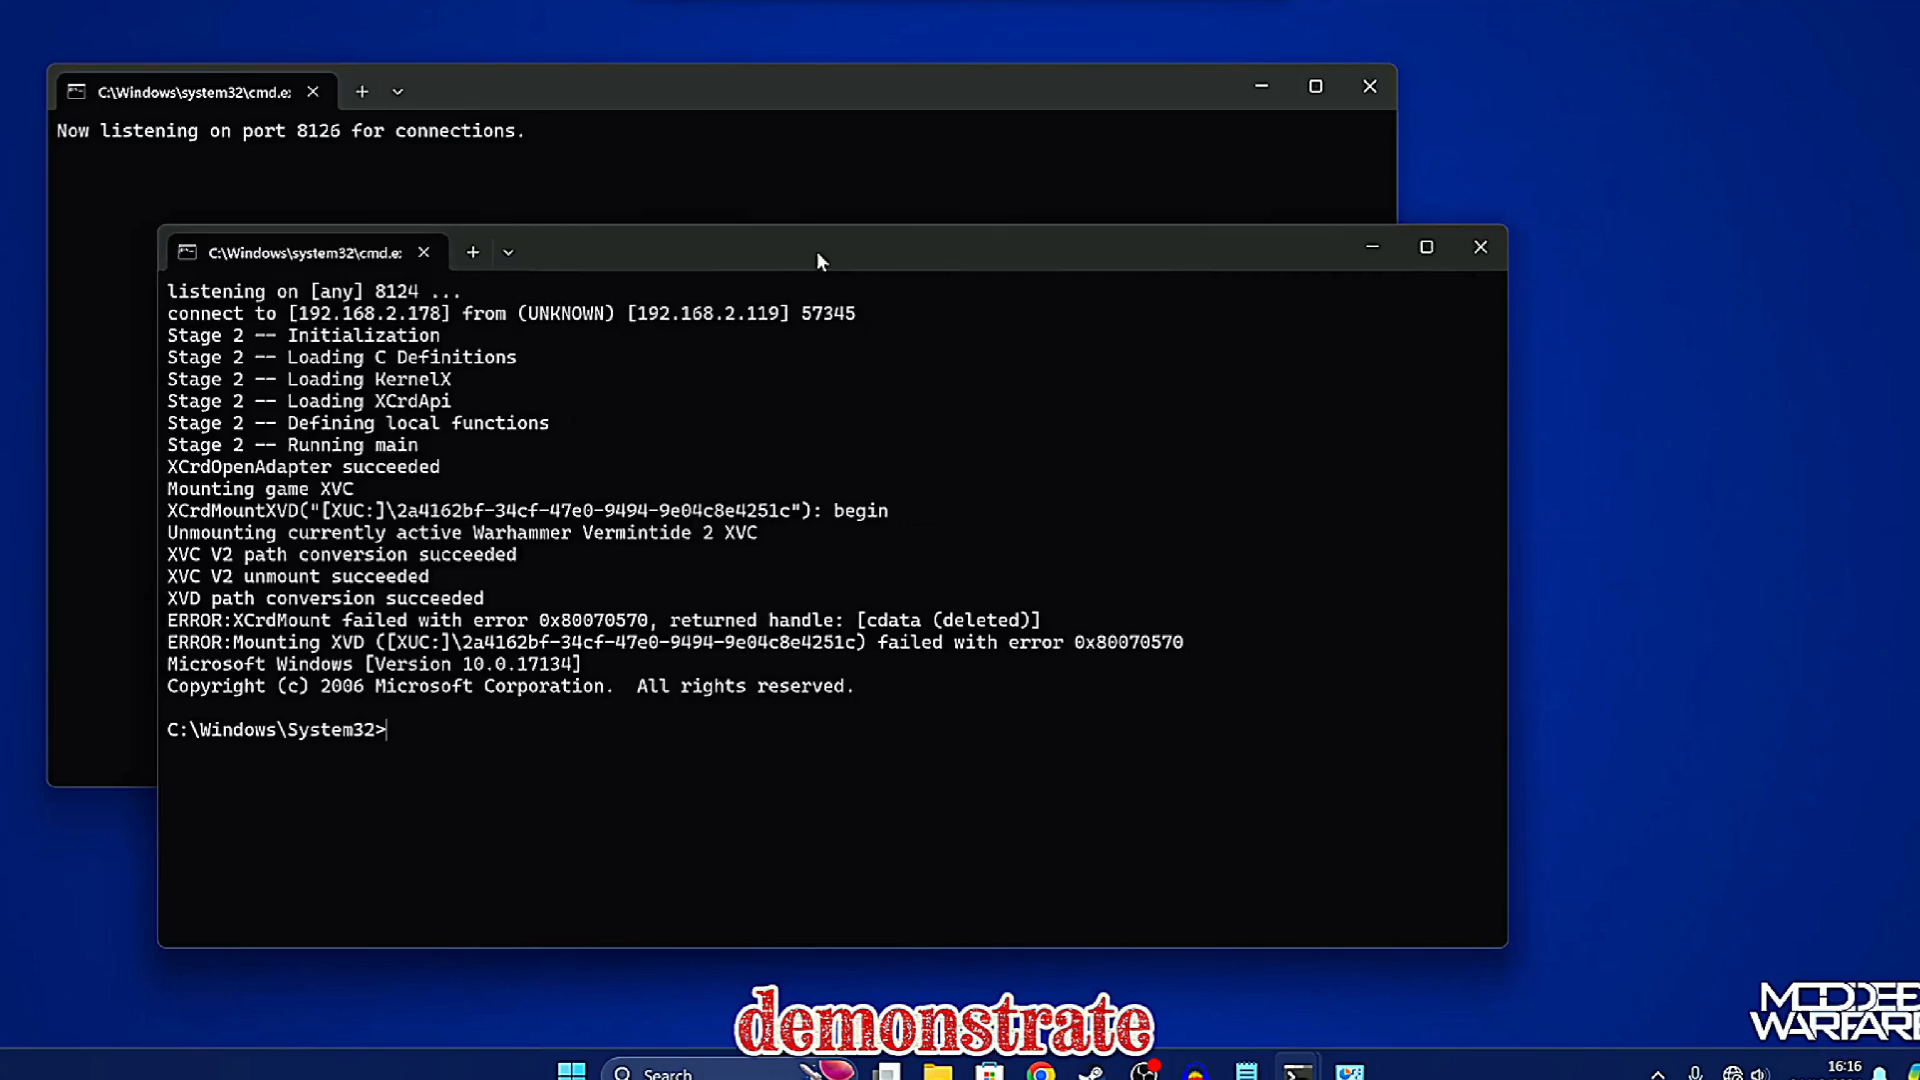 C:\Windows\system32\cmd.e:
Now listening on port 8126 for connections.
C:\Windows\system32\cmd.e:
listening on [any] 8124 ...
connect to [192.168.2.178] from (UNKNOWN) [192.168.2.119] 57345
Stage 2 -- Initialization
Stage 2 -- Loading C Definitions
Stage 2 -- Loading KernelX
Stage 2 -- Loading XCrdApi
Stage 2 -- Defining local functions
Stage 2 -- Running main
XCrdOpenAdapter succeeded
Mounting game XVC
XCrdMountXVD("[XUC:]\2a4162bf-34cf-47e0-9494-9e04c8e4251c"): begin
Unmounting currently active Warhammer Vermintide 2 XVC
XVC V2 path conversion succeeded
XVC V2 unmount succeeded
XVD path conversion succeeded
ERROR:XCrdMount failed with error 0x80070570, returned handle: [cdata (deleted)]
ERROR:Mounting XVD ([XUC:]\2a4162bf-34cf-47e0-9494-9e04c8e4251c) failed with error 0x80070570
Microsoft Windows [Version 10.0.17134]
Copyright (c) 2006 Microsoft Corporation.  All rights reserved.
C:\Windows\System32>
demonstrate
MODDED
WARFARE
Search
16:16